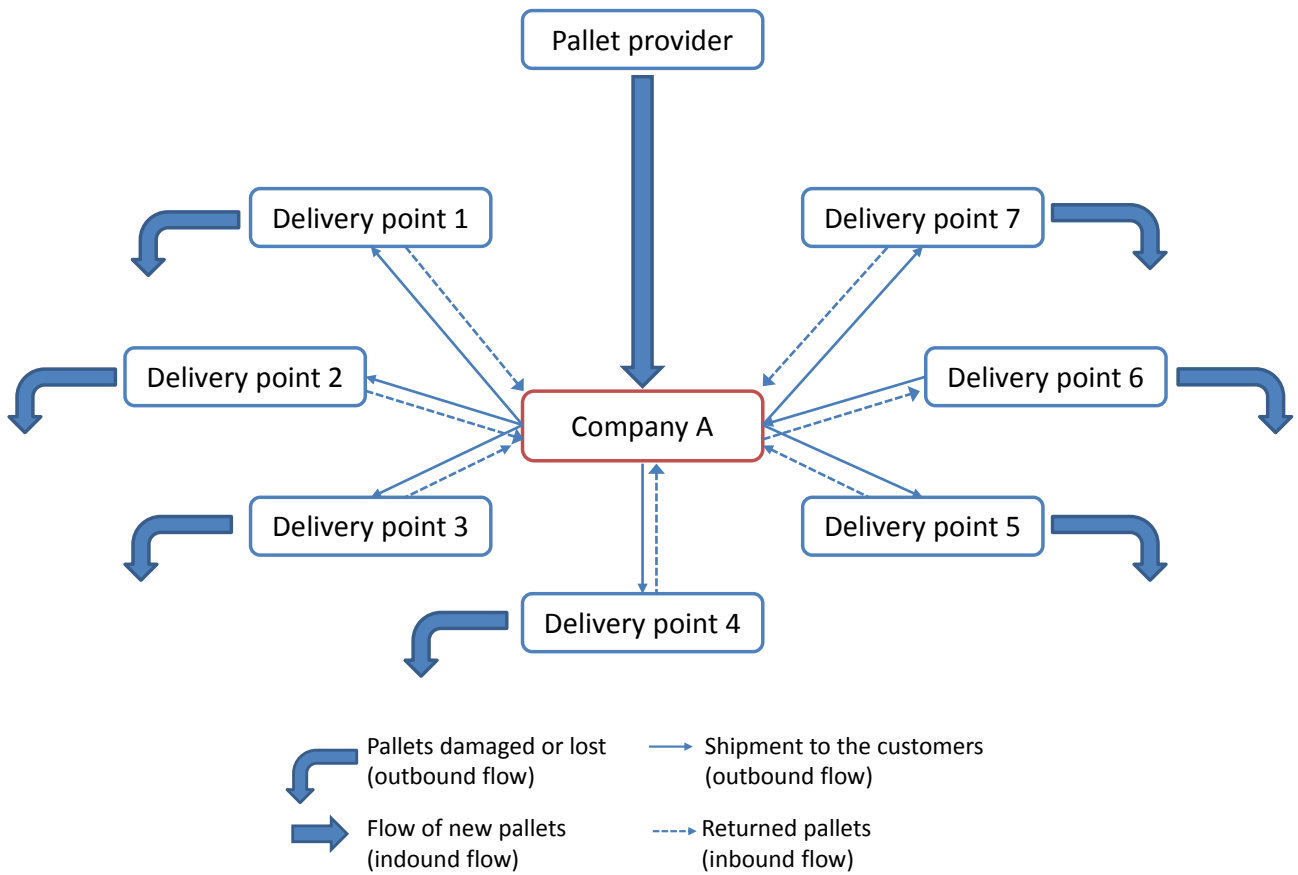 Pallet provider
Delivery point 1
Delivery point 7
Delivery point 2
Delivery point 6
Company A
Delivery point 3
Delivery point 5
Delivery point 4
Pallets damaged or lost
(outbound flow)
Shipment to the customers
(outbound flow)
Flow of new pallets
(indound flow)
Returned pallets
(inbound flow)